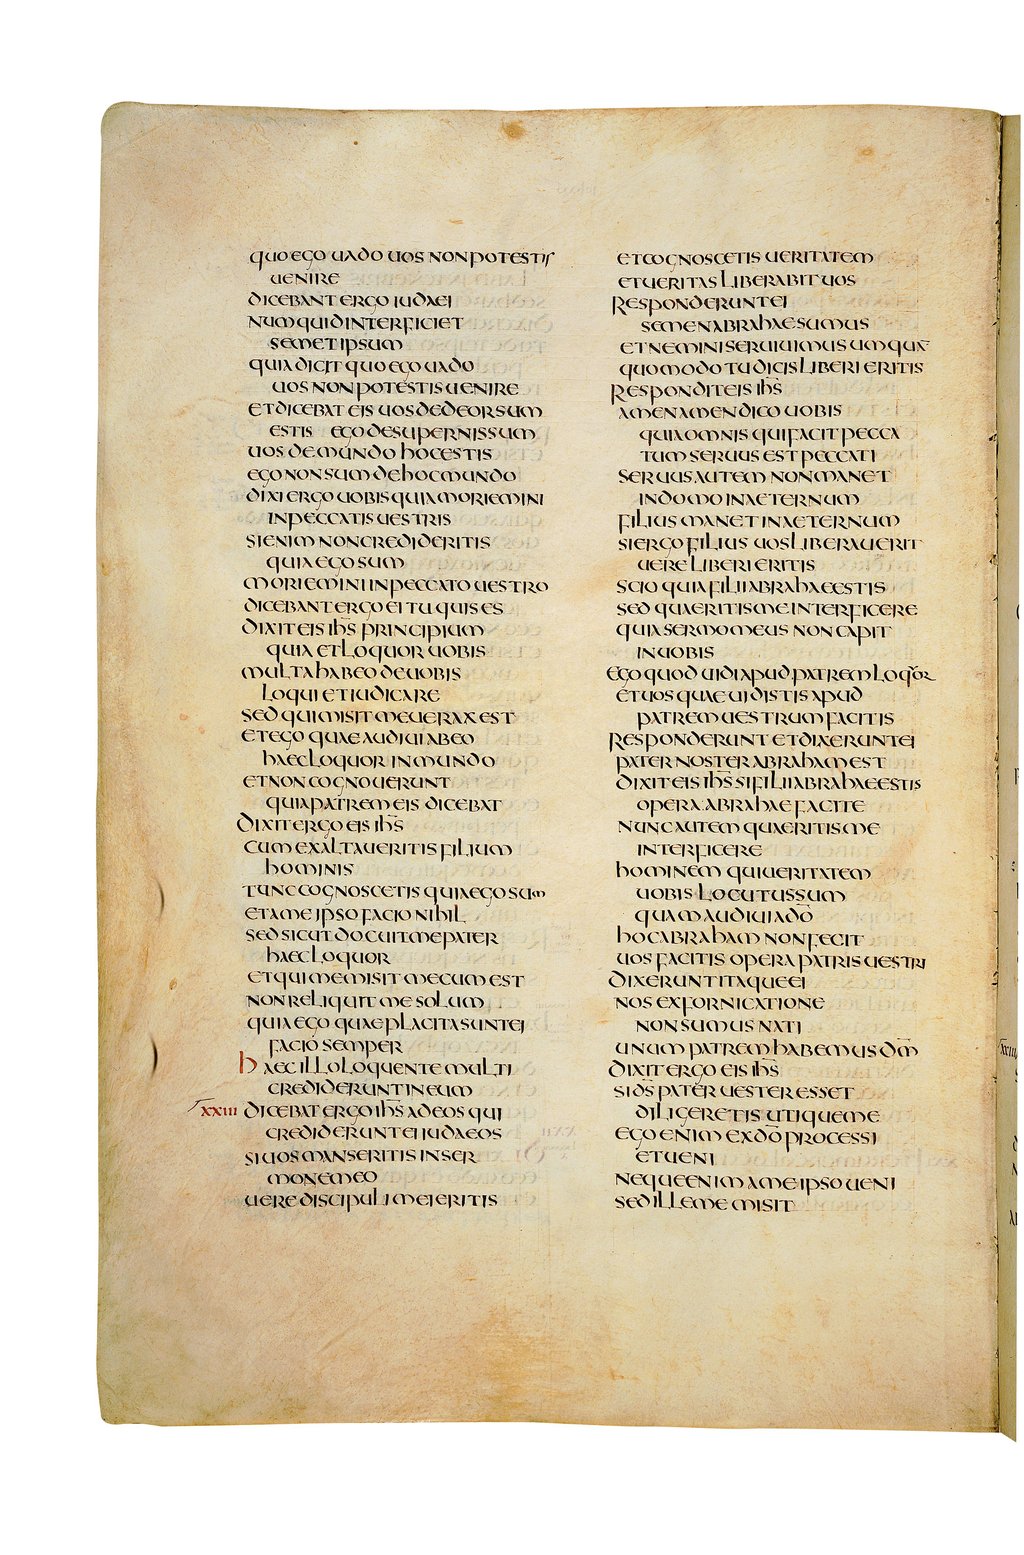 quo ego uado uos non potestis
uenire
dicebant ergo iudaei
numquid interficiet
semet ipsum
quia dicit quo ego uado
uos non potestis uenire
et dicebat eis uos de deorsum
estis ego de supernis sum
uos de mundo hoc estis
ego non sum de hoc mundo
dixi ergo uobis quia moriemini
in peccatis uestris
si enim non credideritis
quia ego sum
moriemini in peccato uestro
dicebant ergo ei tu quis es
dixit eis ih̅s principium
quia et loquor uobis
multa habeo de uobis
loqui et iudicare
sed qui misit me uerax est
et ego quae audiui ab eo
haec loquor in mundo
et non cognouerunt
quia patrem eis dicebat
dixit ergo eis ih̅s
cum exaltaueritis filium
hominis
tunc cognoscetis quia ego sum
et a me ipso facio nihil
sed sicut docuit me pater
haec loquor
et qui me misit mecum est
non reliquit me solum
quia ego quae placita sunt ei
facio semper
haec illo loquente multi
crediderunt in eum
xxiii dicebat ergo ih̅s ad eos qui
crediderunt ei iudaeos
si uos manseritis in ser
mone meo
uere discipuli mei eritis
et cognoscetis ueritatem
et ueritas liberabit uos
responderunt ei
semen abrahae sumus
et nemini seruiuimus umqua̅
quomodo tu dicis liberi eritis
respondit eis ih̅s
amen amen dico uobis
quia omnis qui facit pecca
tum seruus est peccati
seruus autem non manet
in domo in aeternum
filius manet in aeternum
si ergo filius uos liberauerit
uere liberi eritis
scio quia filii abrahae estis
sed quaeritis me interficere
quia sermo meus non capit
in uobis
ego quod uidi apud patrem loquor
et uos quae uidistis apud
patrem uestrum facitis
responderunt et dixerunt ei
pater noster abraham est
dixit eis ih̅s si filii abrahae estis
opera abrahae facite
nunc autem quaeritis me
interficere
hominem qui ueritatem
uobis locutus sum
quam audiui a do̅
hoc abraham non fecit
uos facitis opera patris uestri
dixerunt itaque ei
nos ex fornicatione
non sumus nati
unum patrem habemus dm̅
dixit ergo eis ih̅s
si ds̅ pater uester esset
diligeretis utique me
ego enim ex do̅ processi
et ueni
neque enim a me ipso ueni
sed ille me misit